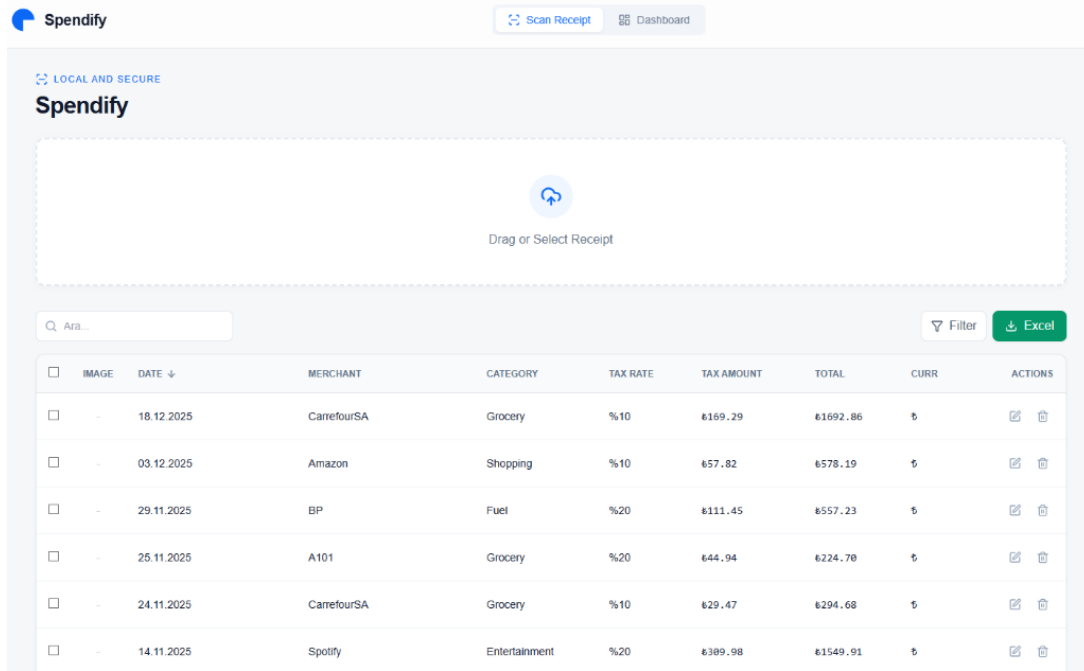 Spendify
Scan Receipt
Dashboard
LOCAL AND SECURE
Spendify
Drag or Select Receipt
Ara...
Filter
Excel
IMAGE DATE ↓ MERCHANT CATEGORY TAX RATE TAX AMOUNT TOTAL CURR ACTIONS
- 18.12.2025 CarrefourSA Grocery %10 ₺169.29 ₺1692.86 ₺
- 03.12.2025 Amazon Shopping %10 ₺57.82 ₺578.19 ₺
- 29.11.2025 BP Fuel %20 ₺111.45 ₺557.23 ₺
- 25.11.2025 A101 Grocery %20 ₺44.94 ₺224.70 ₺
- 24.11.2025 CarrefourSA Grocery %10 ₺29.47 ₺294.68 ₺
- 14.11.2025 Spotify Entertainment %20 ₺309.98 ₺1549.91 ₺